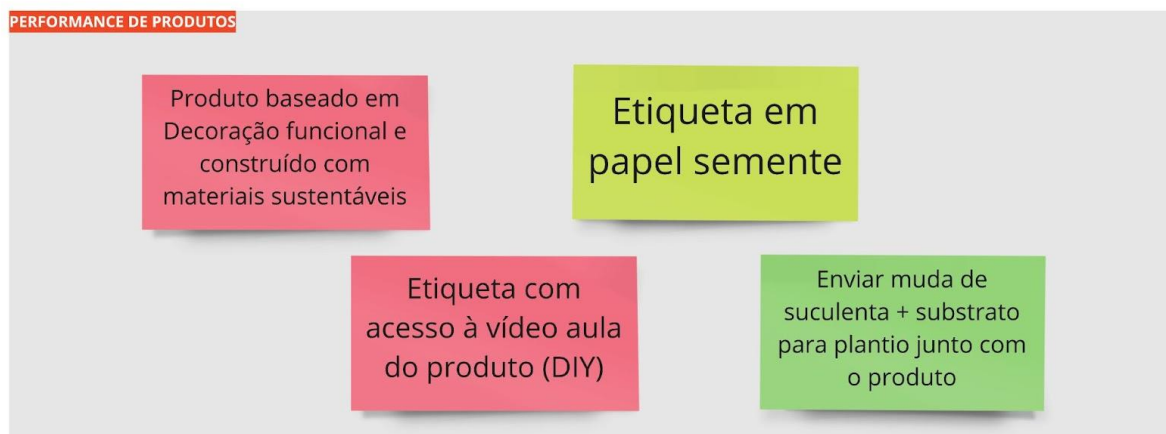 PERFORMANCE DE PRODUTOS
Produto baseado em
Decoração funcional e
construído com
materiais sustentáveis
Etiqueta em
papel semente
Etiqueta com
acesso à vídeo aula
do produto (DIY)
Enviar muda de
suculenta + substrato
para plantio junto com
o produto